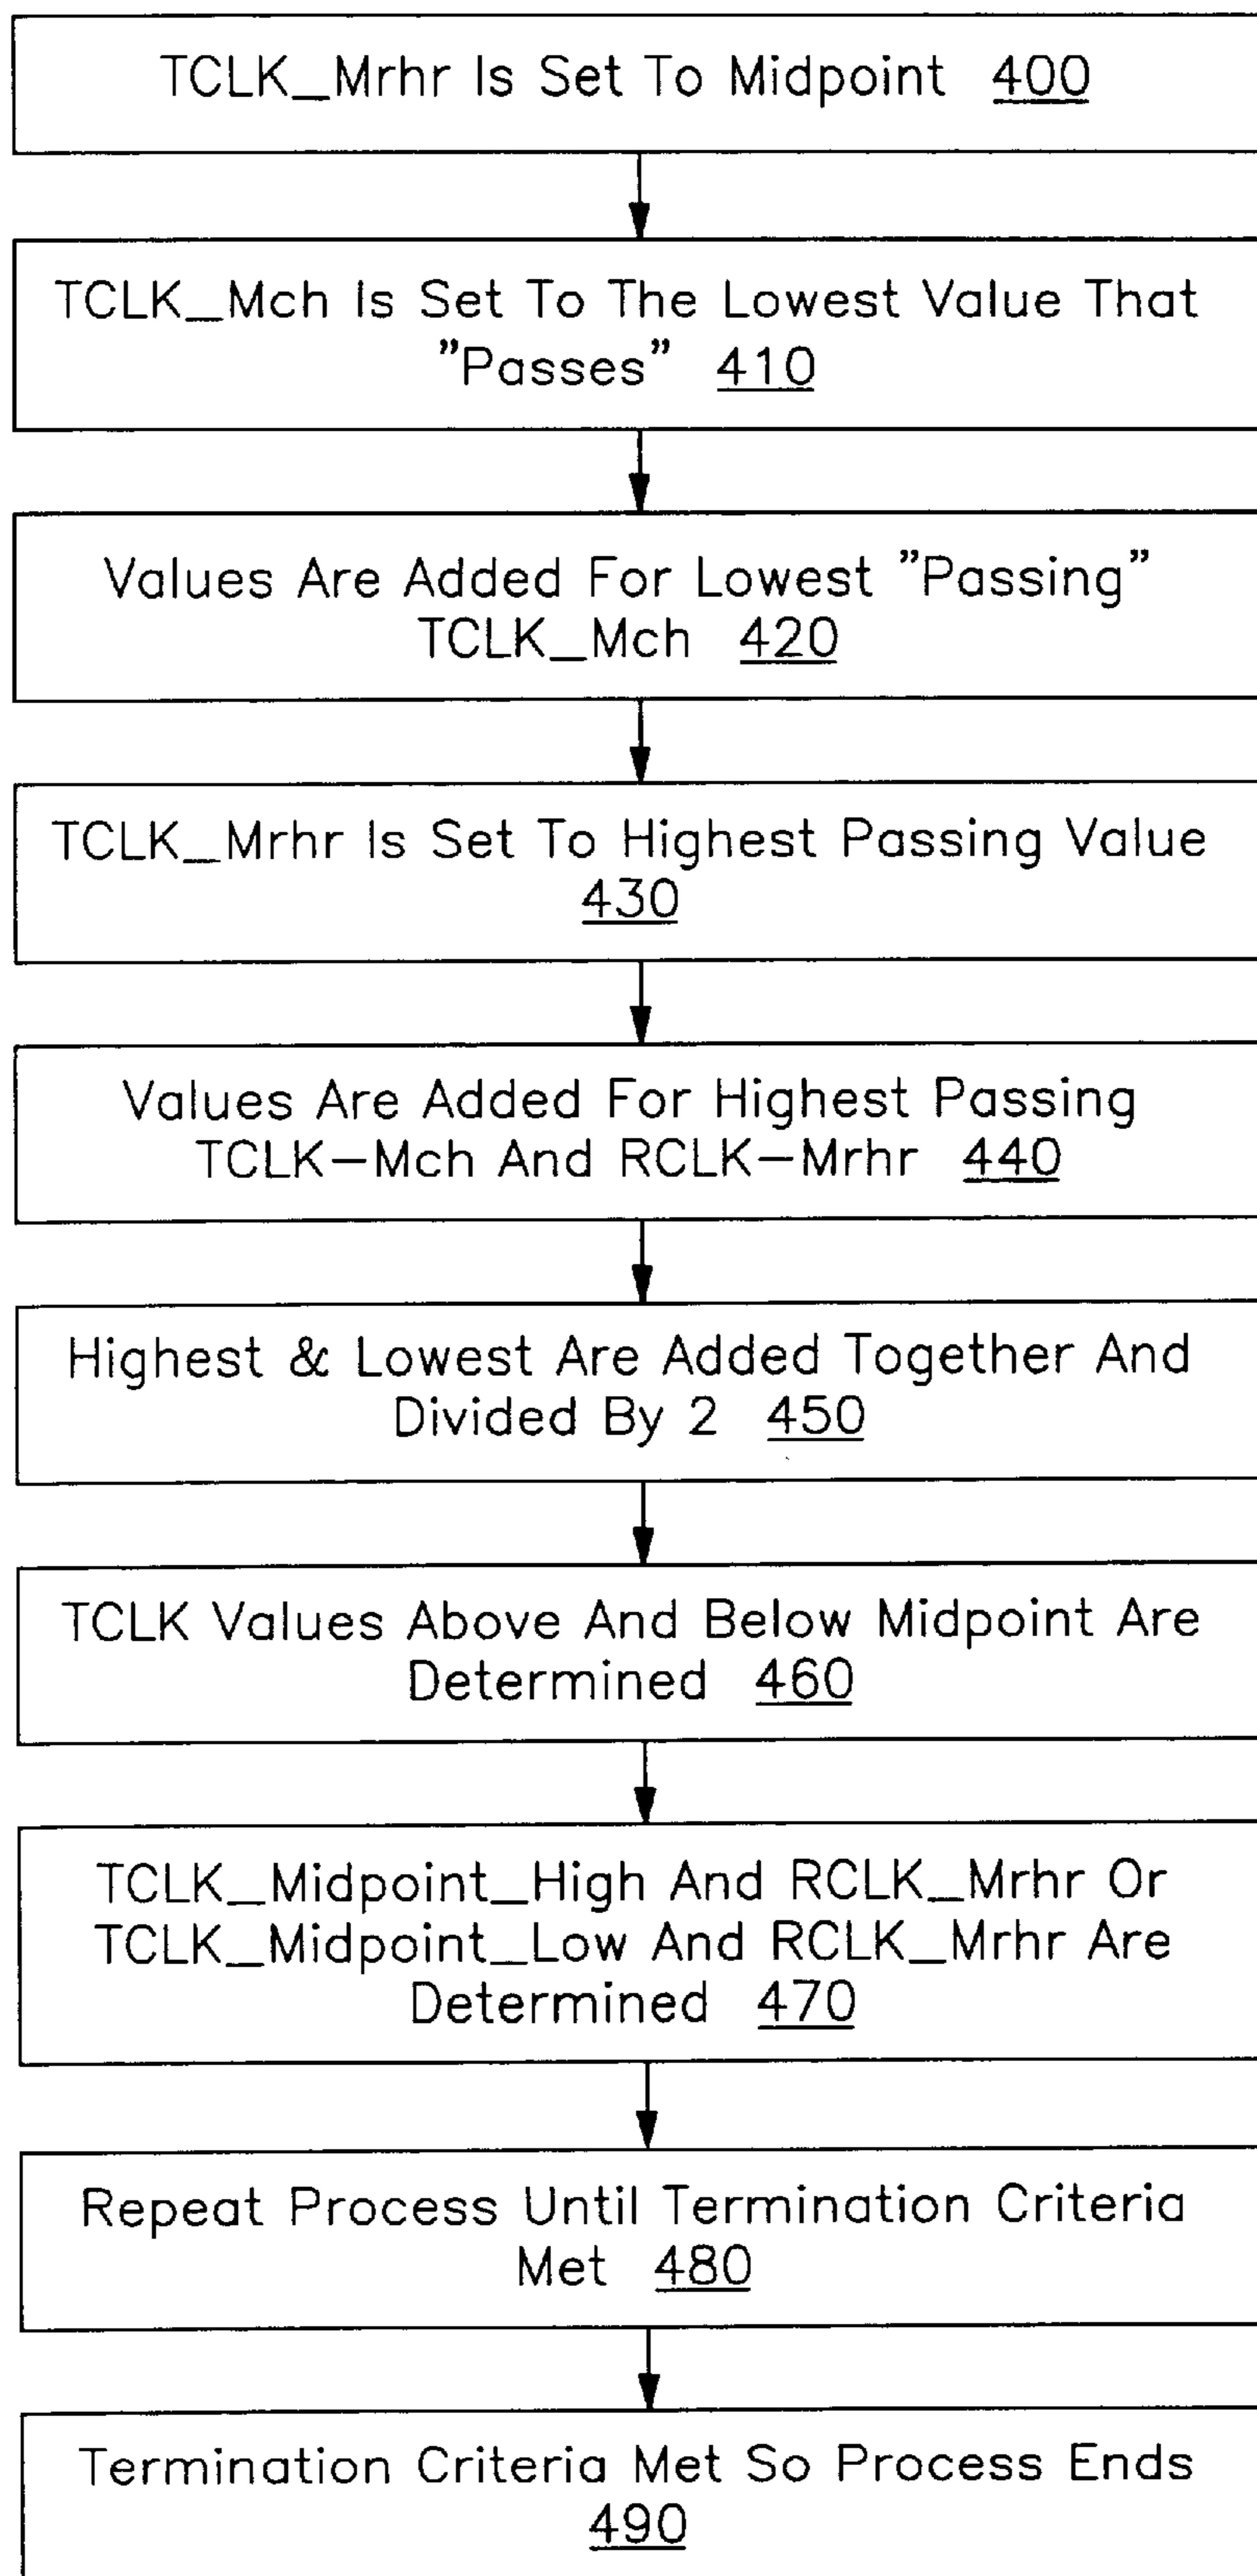 TCLK_Mrhr Is Set To Midpoint 400
TCLK_Mch Is Set To The Lowest Value That
"Passes" 410
Values Are Added For Lowest "Passing"
TCLK_Mch 420
TCLK_Mrhr Is Set To Highest Passing Value
430
Values Are Added For Highest Passing
TCLK-Mch And RCLK-Mrhr 440
Highest & Lowest Are Added Together And
Divided By 2 450
TCLK Values Above And Below Midpoint Are
Determined 460
TCLK_Midpoint_High And RCLK_Mrhr Or
TCLK_Midpoint_Low And RCLK_Mrhr Are
Determined 470
Repeat Process Until Termination Criteria
Met 480
Termination Criteria Met So Process Ends
490